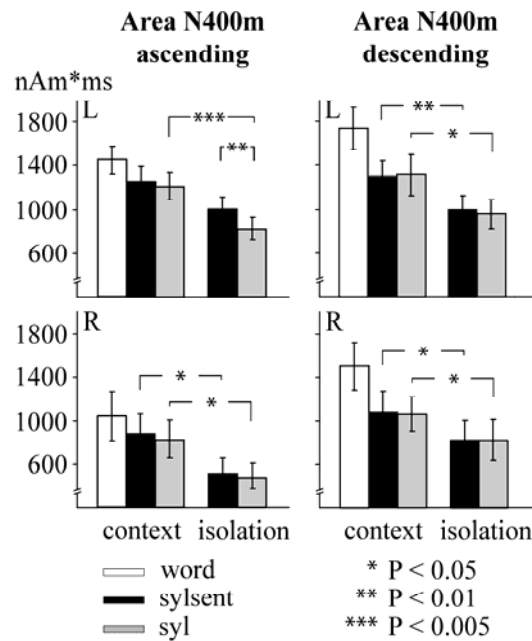 Area N400m
ascending
Area N400m
descending
nAm*ms
L
1800
1400
1000
600
***
**
L
**
*
R
1800
1400
1000
600
*
*
context isolation
R
*
*
context isolation
word
sylsent
syl
* P < 0.05
** P < 0.01
*** P < 0.005